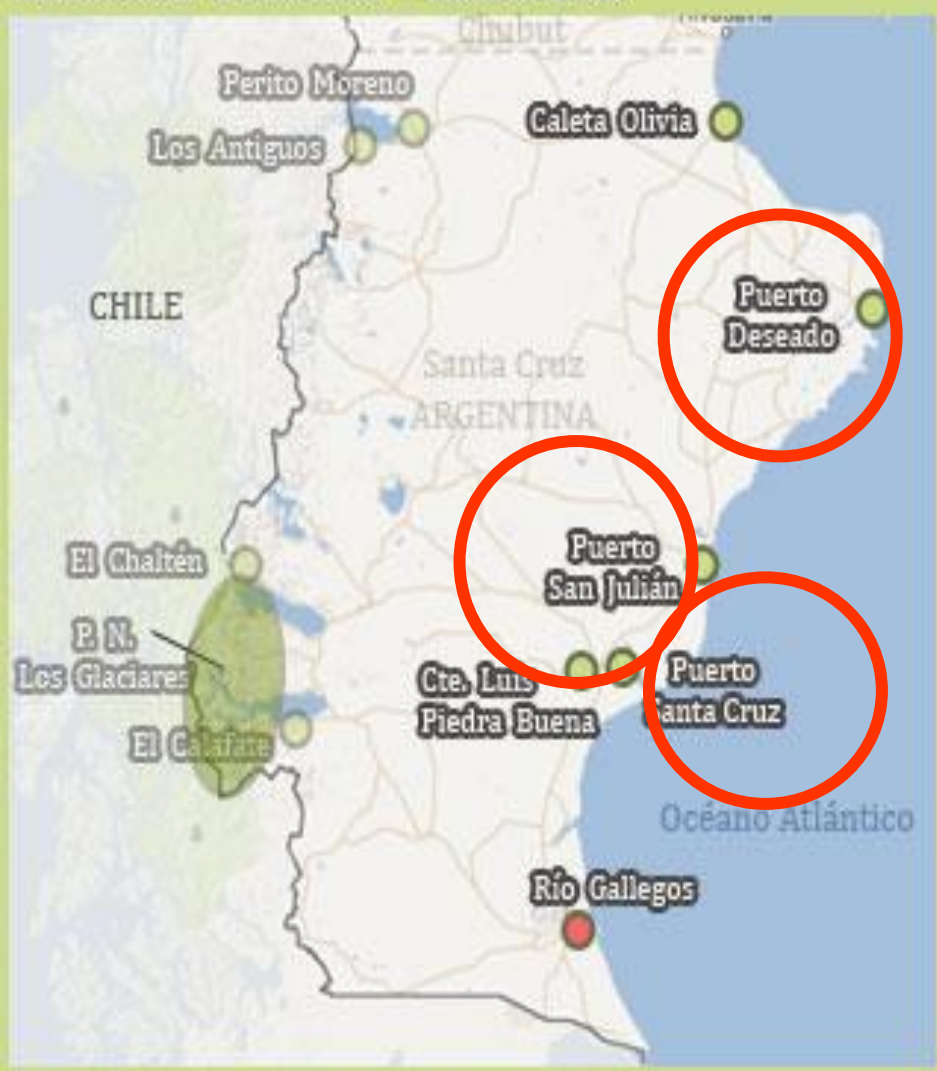 Chubut
Perito Moreno
Caleta Olivia
Los Antiguos
Puerto
Deseado
CHILE
Santa Cruz
ARGENTINA
Puerto
San Julián
El Chaltén
P. N.
Los Glaciares
Cte. Luis
Piedra Buena
Puerto
Santa Cruz
El Calafate
Océano Atlántico
Río Gallegos